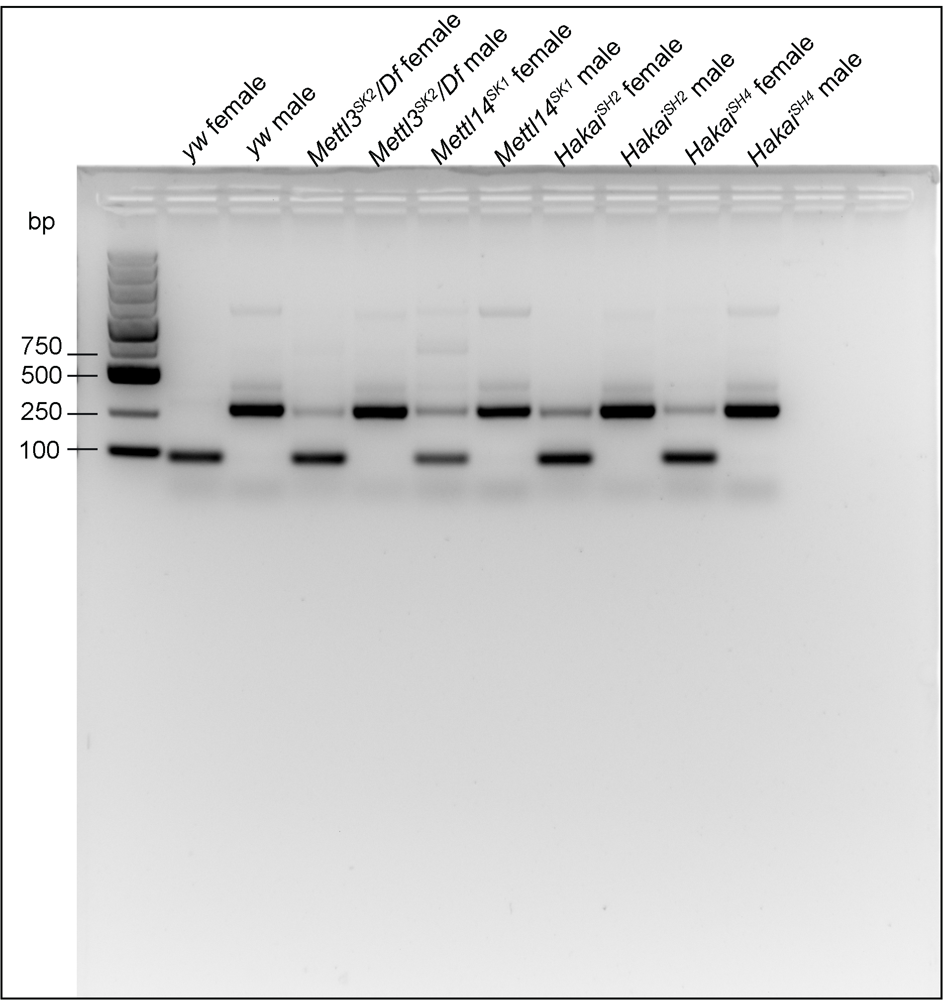 yw female
yw male
Mettl3SK2/Df female
Mettl3SK2/Df male
Mettl14SK1 female
Mettl14SK1 male
HakaiSH2 female
HakaiSH2 male
HakaiSH4 female
HakaiSH4 male
bp
750
500
250
100